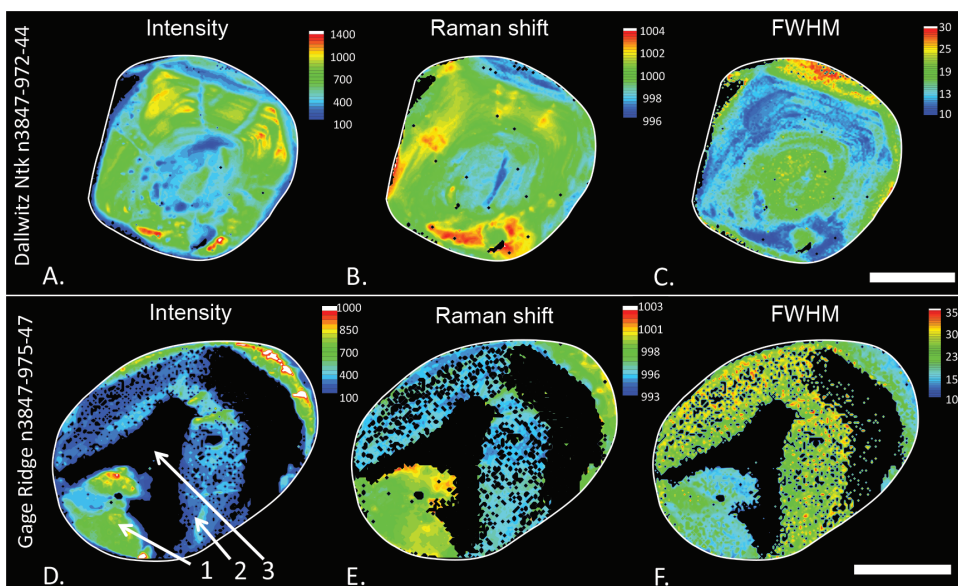 Intensity
Raman shift
FWHM
Dallwitz Ntk n3847-972-44
1400
1000
700
400
100
1004
1002
1000
998
996
30
25
19
13
10
A.
B.
C.
Intensity
Raman shift
FWHM
Gage Ridge n3847-975-47
1000
850
700
400
100
1003
1001
998
996
993
35
30
23
15
10
1
2
3
D.
E.
F.